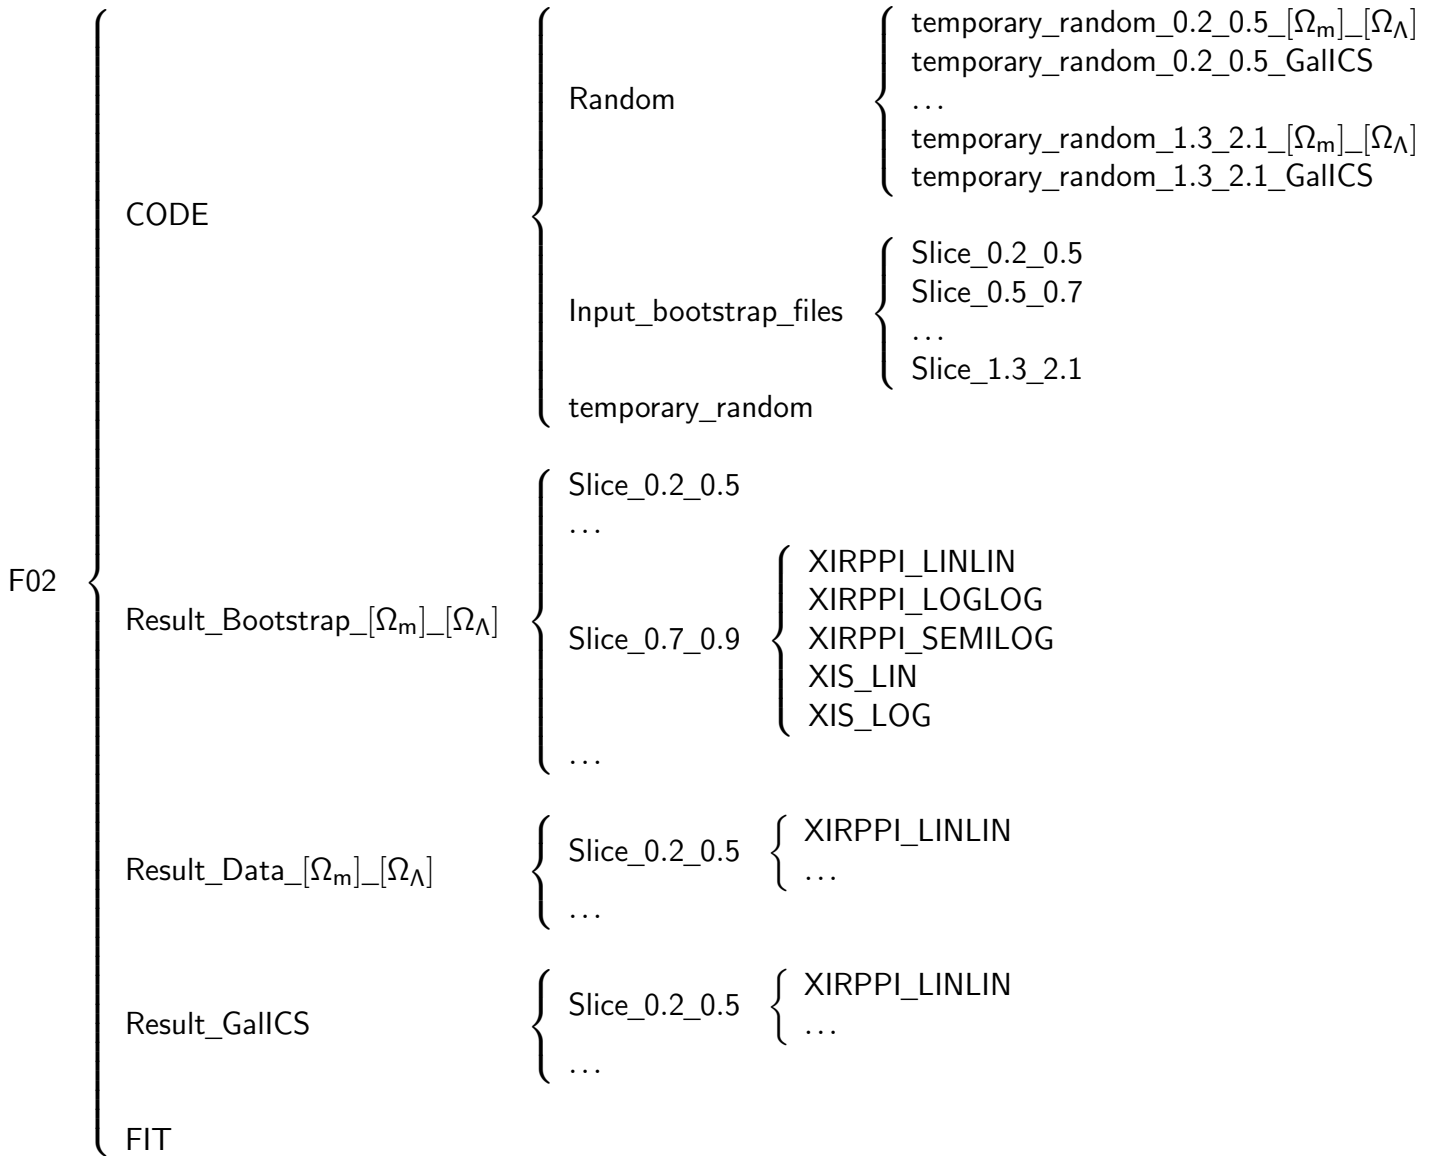 temporary_random_0.2_0.5_[Ωm]_[ΩΛ]
temporary_random_0.2_0.5_GalICS
Random
...
temporary_random_1.3_2.1_[Ωm]_[ΩΛ]
temporary_random_1.3_2.1_GalICS
CODE
Slice_0.2_0.5
Slice_0.5_0.7
Input_bootstrap_files
...
Slice_1.3_2.1
temporary_random
Slice_0.2_0.5
...
XIRPPI_LINLIN
F02
XIRPPI_LOGLOG
Result_Bootstrap_[Ωm]_[ΩΛ]
Slice_0.7_0.9
XIRPPI_SEMILOG
XIS_LIN
XIS_LOG
...
XIRPPI_LINLIN
Result_Data_[Ωm]_[ΩΛ]
Slice_0.2_0.5
...
...
XIRPPI_LINLIN
Result_GalICS
Slice_0.2_0.5
...
...
FIT